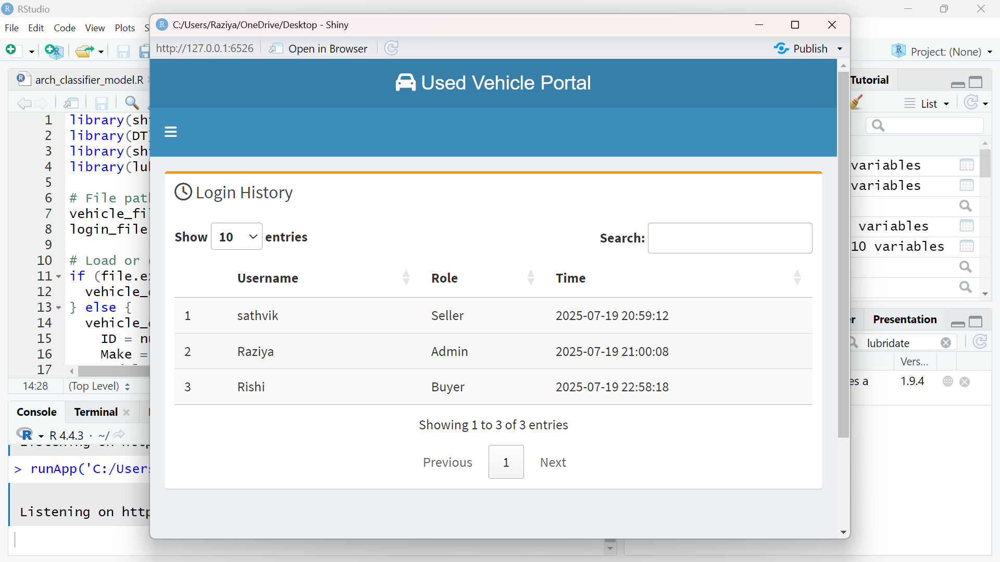 RStudio
File Edit Code View Plots
Project: (None)
arch_classifier_model.R
1 library(sh
2 library(DT
3 library(sh
4 library(lu
5
6 # File pat
7 vehicle_fi
8 login_file
9
10 # Load or
11 if (file.e
12 vehicle_
13 } else {
14 vehicle_
15 ID = n
16 Make =
17
14:28 (Top Level)
Console Terminal
R 4.4.3 · ~/
> runApp('C:/User
Listening on http
C:/Users/Raziya/OneDrive/Desktop - Shiny
http://127.0.0.1:6526 Open in Browser Publish
Used Vehicle Portal
Login History
Show 10 entries Search:
Username Role Time
1 sathvik Seller 2025-07-19 20:59:12
2 Raziya Admin 2025-07-19 21:00:08
3 Rishi Buyer 2025-07-19 22:58:18
Showing 1 to 3 of 3 entries
Previous 1 Next
Tutorial
List
variables
variables
variables
10 variables
er Presentation
lubridate
Vers...
es a 1.9.4